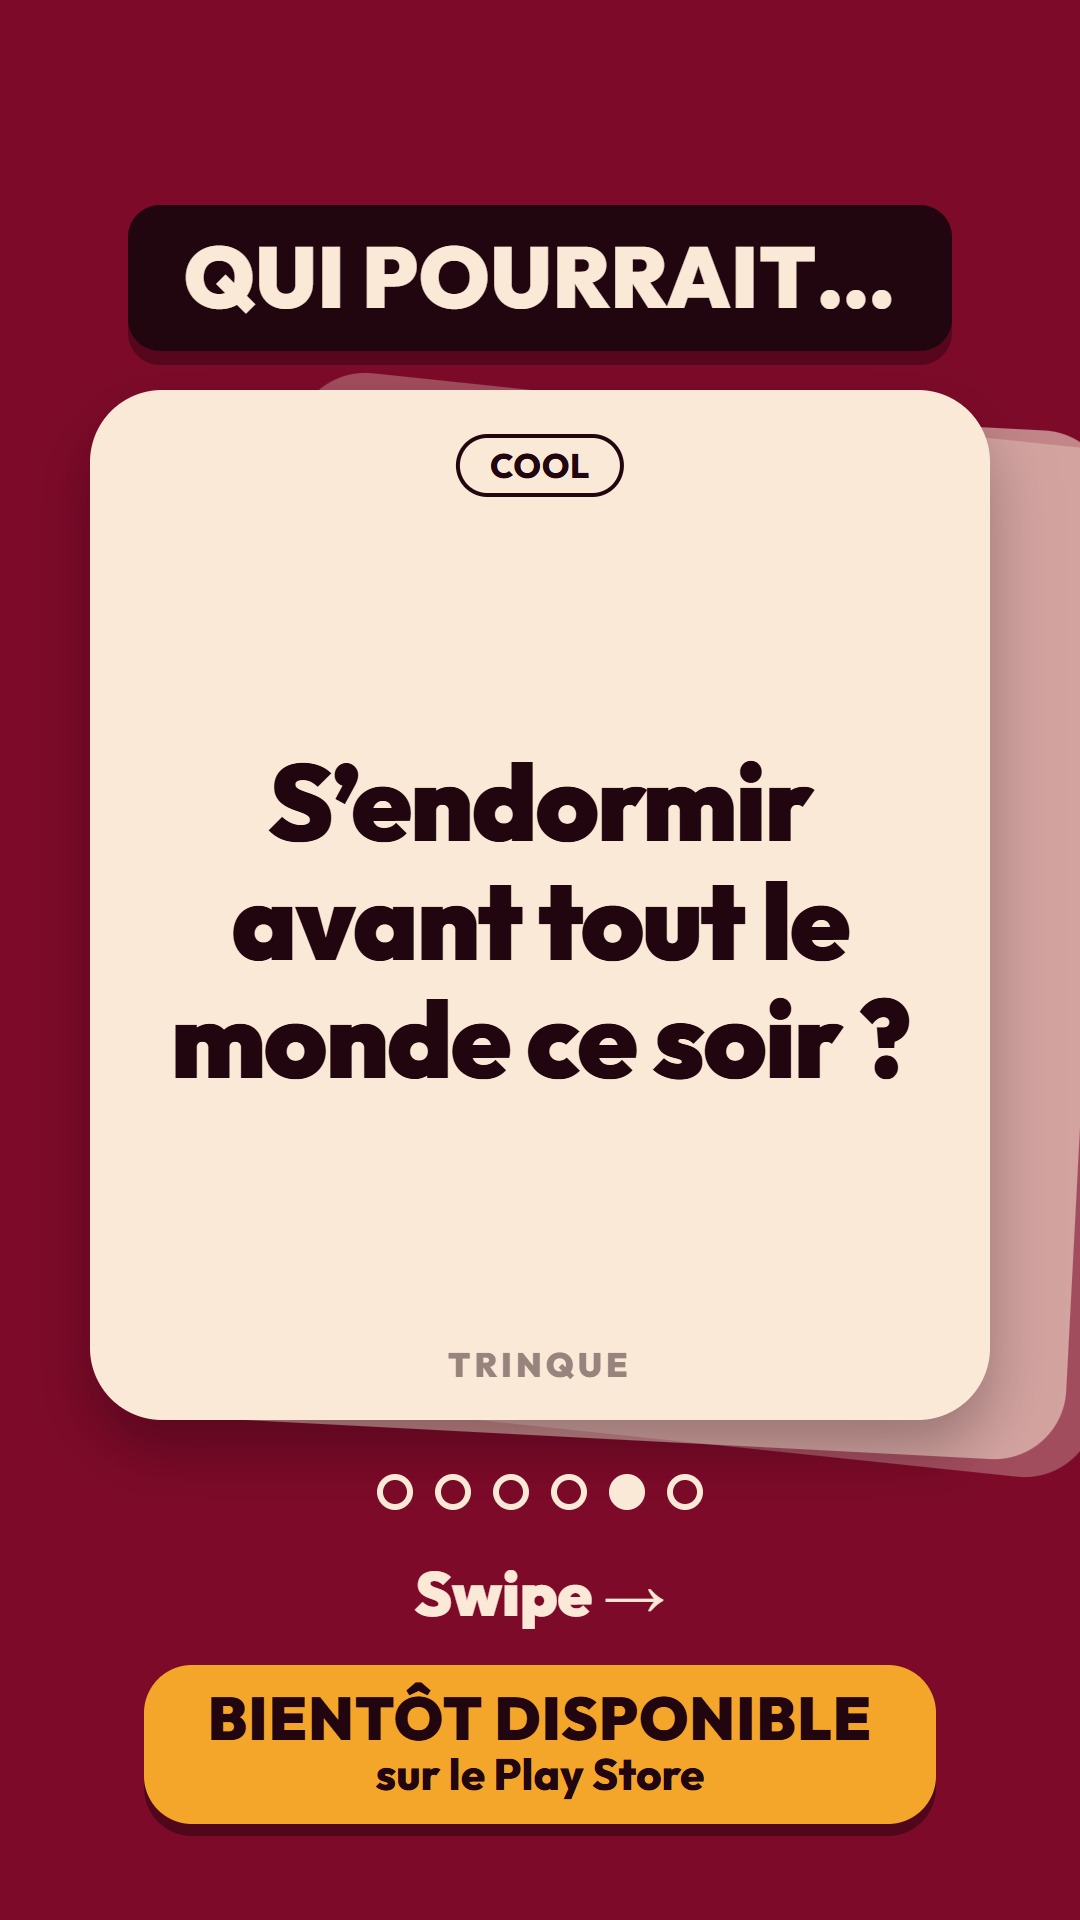 QUI POURRAIT...
COOL
S’endormir
avant tout le
monde ce soir ?
TRINQUE
Swipe →
BIENTÔT DISPONIBLE
sur le Play Store